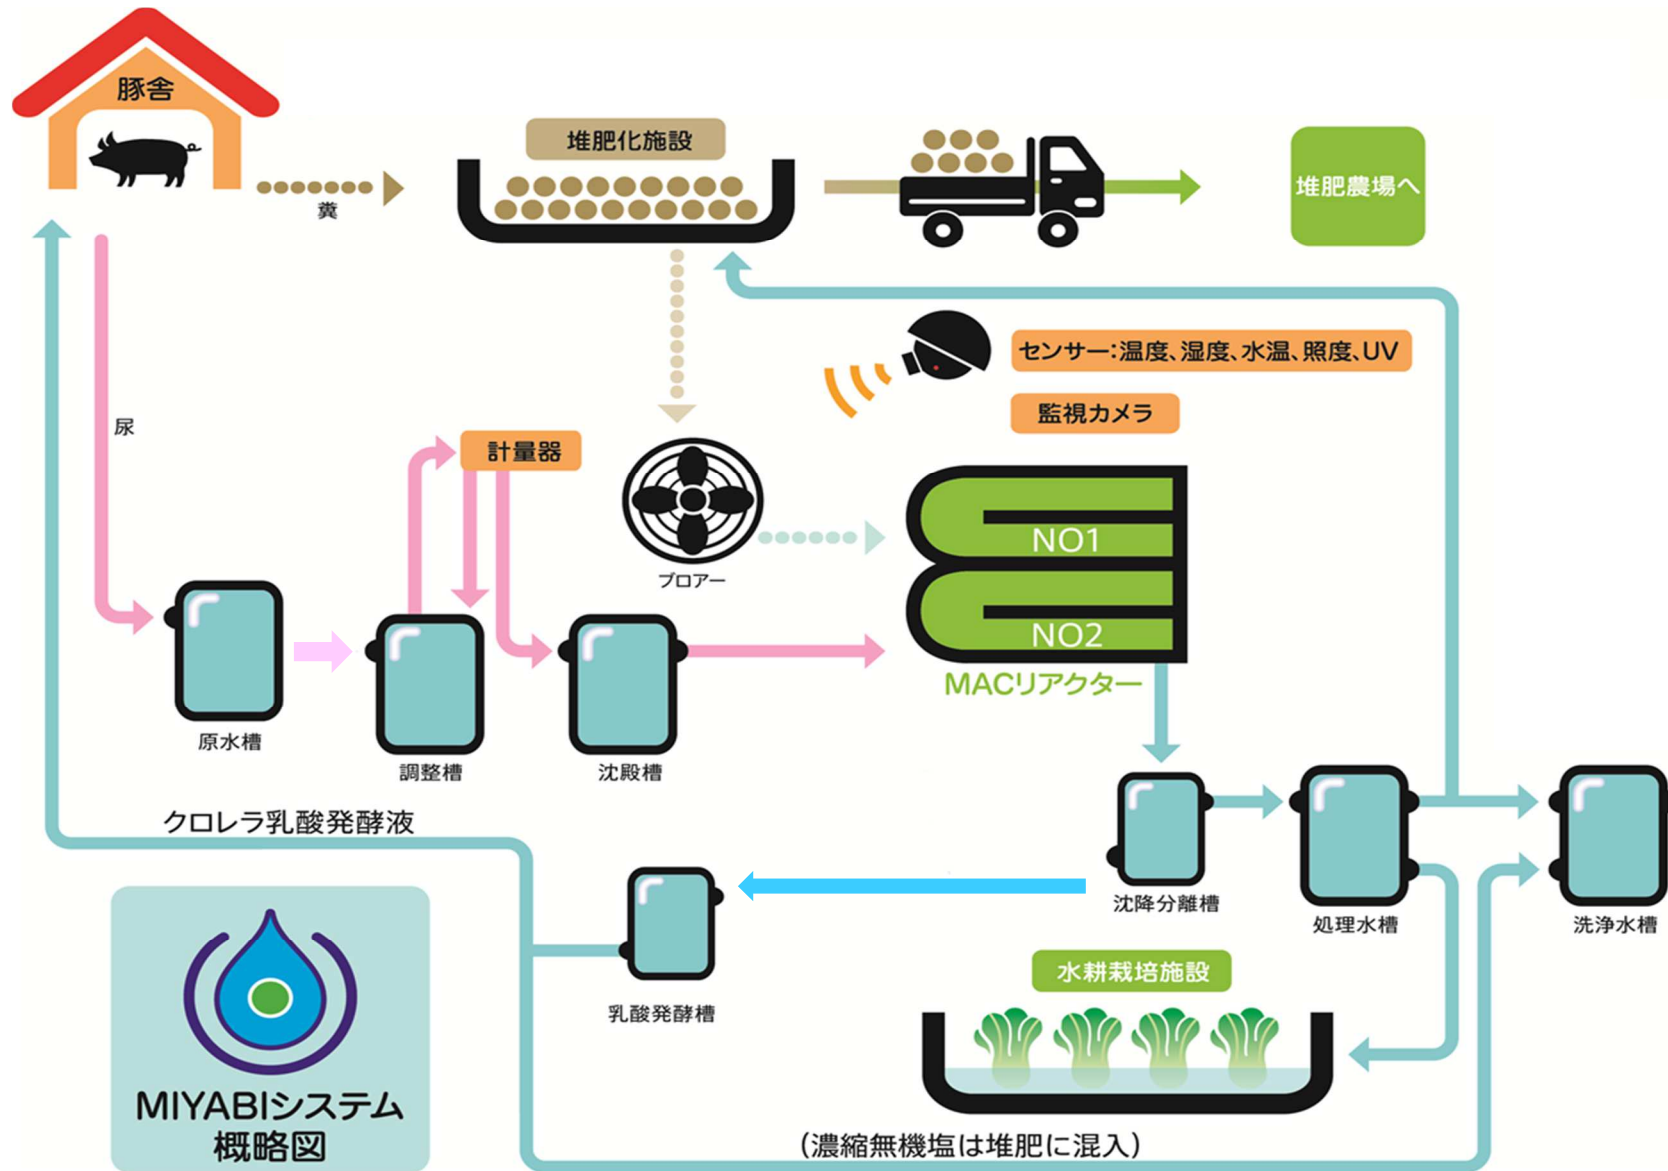 豚舎
堆肥化施設
堆肥農場へ
糞
センサー：温度、湿度、水温、照度、UV
監視カメラ
尿
計量器
NO1
ブロアー
NO2
MACリアクター
原水槽
調整槽
沈殿槽
クロレラ乳酸発酵液
沈降分離槽
処理水槽
洗浄水槽
水耕栽培施設
乳酸発酵槽
MIYABIシステム
概略図
（濃縮無機塩は堆肥に混入）